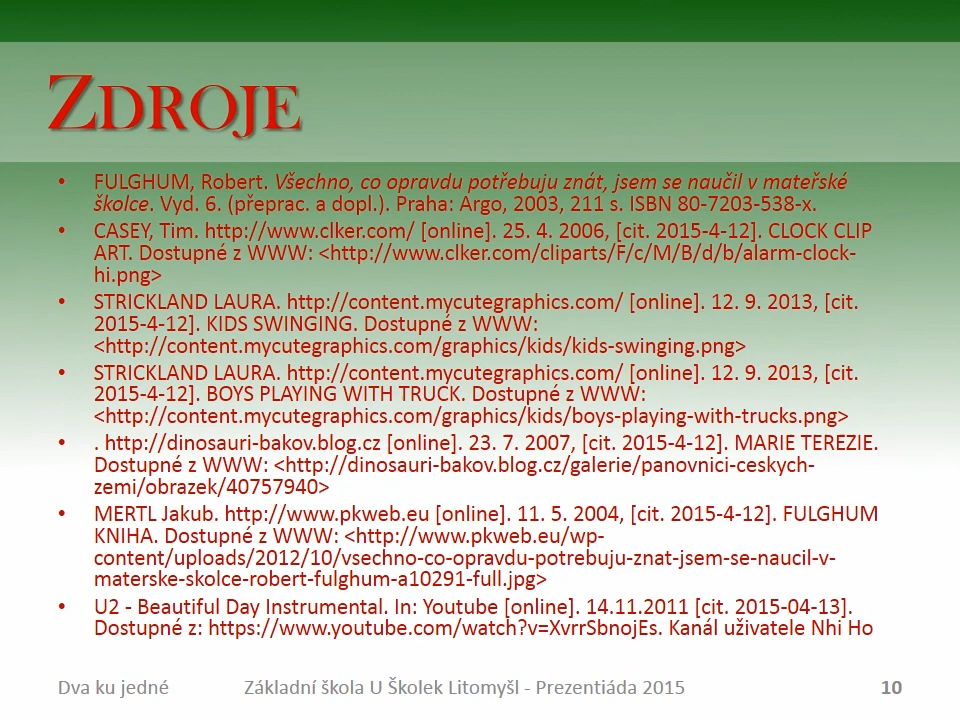 ZDROJE
• FULGHUM, Robert. Všechno, co opravdu potřebuju znát, jsem se naučil v mateřské
školce. Vyd. 6. (přeprac. a dopl.). Praha: Argo, 2003, 211 s. ISBN 80-7203-538-x.
• CASEY, Tim. http://www.clker.com/ [online]. 25. 4. 2006, [cit. 2015-4-12]. CLOCK CLIP
ART. Dostupné z WWW: <http://www.clker.com/cliparts/F/c/M/B/d/b/alarm-clock-
hi.png>
• STRICKLAND LAURA. http://content.mycutegraphics.com/ [online]. 12. 9. 2013, [cit.
2015-4-12]. KIDS SWINGING. Dostupné z WWW:
<http://content.mycutegraphics.com/graphics/kids/kids-swinging.png>
• STRICKLAND LAURA. http://content.mycutegraphics.com/ [online]. 12. 9. 2013, [cit.
2015-4-12]. BOYS PLAYING WITH TRUCK. Dostupné z WWW:
<http://content.mycutegraphics.com/graphics/kids/boys-playing-with-trucks.png>
• . http://dinosauri-bakov.blog.cz [online]. 23. 7. 2007, [cit. 2015-4-12]. MARIE TEREZIE.
Dostupné z WWW: <http://dinosauri-bakov.blog.cz/galerie/panovnici-ceskych-
zemi/obrazek/40757940>
• MERTL Jakub. http://www.pkweb.eu [online]. 11. 5. 2004, [cit. 2015-4-12]. FULGHUM
KNIHA. Dostupné z WWW: <http://www.pkweb.eu/wp-
content/uploads/2012/10/vsechno-co-opravdu-potrebuju-znat-jsem-se-naucil-v-
materske-skolce-robert-fulghum-a10291-full.jpg>
• U2 - Beautiful Day Instrumental. In: Youtube [online]. 14.11.2011 [cit. 2015-04-13].
Dostupné z: https://www.youtube.com/watch?v=XvrrSbnojEs. Kanál uživatele Nhi Ho
Dva ku jedné
Základní škola U Školek Litomyšl - Prezentiáda 2015
10